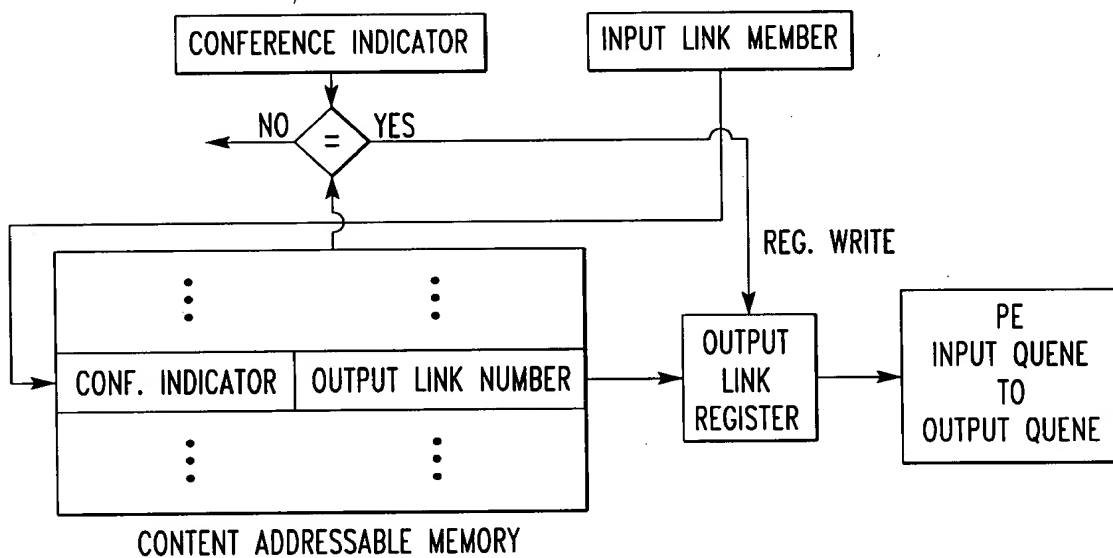 CONFERENCE INDICATOR
INPUT LINK MEMBER
NO
=
YES
REG. WRITE
CONF. INDICATOR
OUTPUT LINK NUMBER
OUTPUT
LINK
REGISTER
PE
INPUT QUENE
TO
OUTPUT QUENE
CONTENT ADDRESSABLE MEMORY